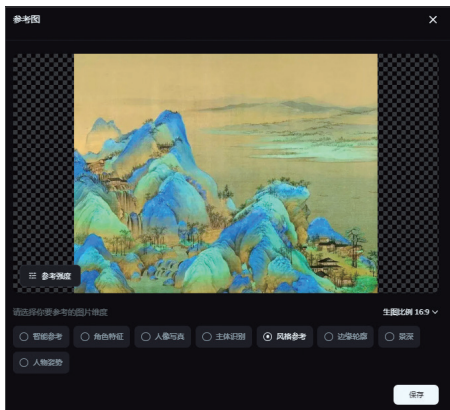 参考图
参考强度
请选择你要参考的图片维度
生图比例 16:9
智能参考 角色特征 人像写真 主体识别 风格参考 边缘轮廓 景深
人物姿势
保存